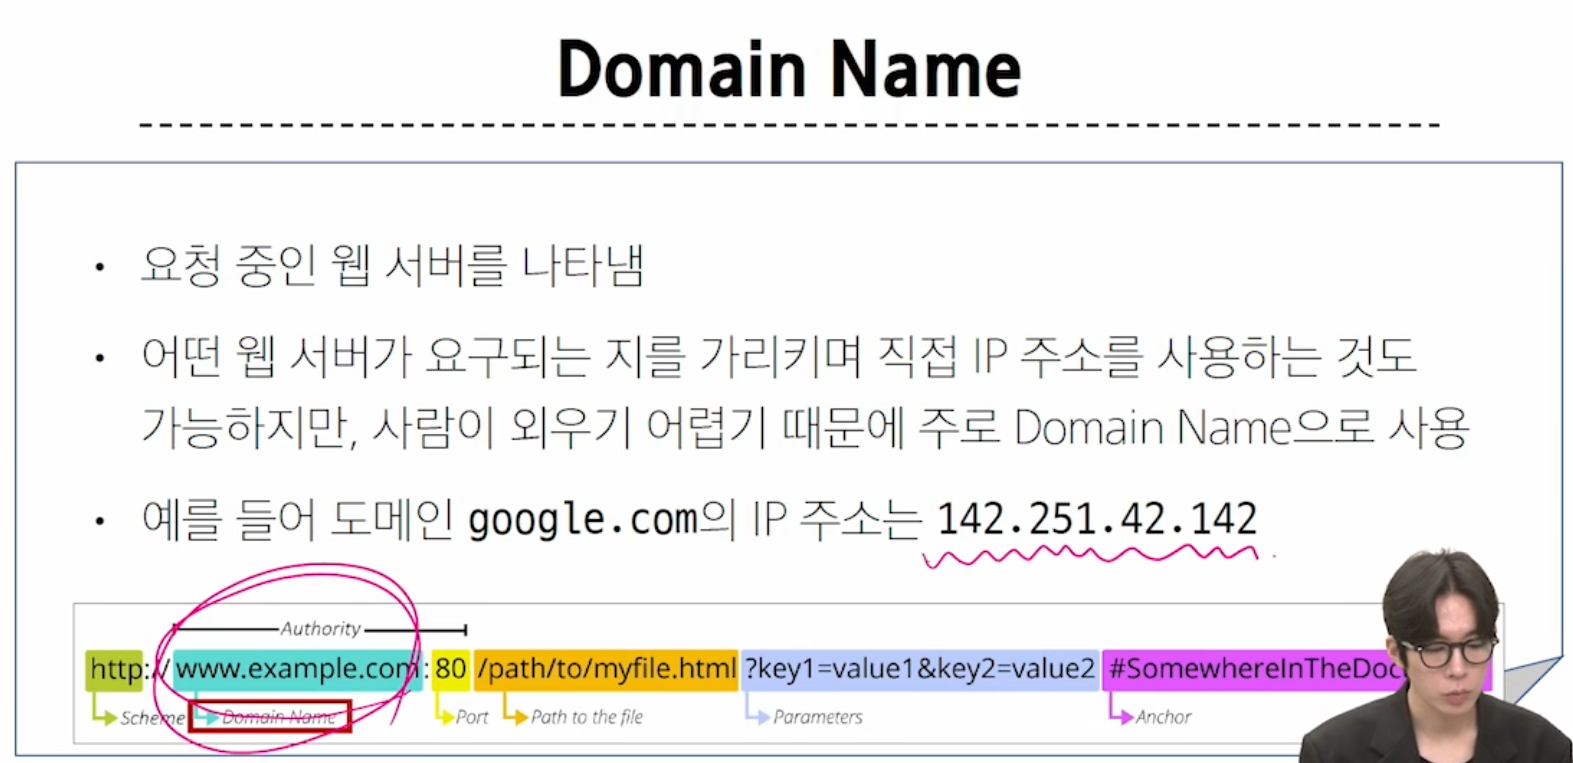 Domain Name
• 요청 중인 웹 서버를 나타냄
• 어떤 웹 서버가 요구되는 지를 가리키며 직접 IP 주소를 사용하는 것도
가능하지만, 사람이 외우기 어렵기 때문에 주로 Domain Name으로 사용
• 예를 들어 도메인 google.com의 IP 주소는 142.251.42.142
Authority
http://www.example.com:80/path/to/myfile.html?key1=value1&key2=value2#SomewhereInTheDoc
Scheme Domain Name Port Path to the file Parameters Anchor